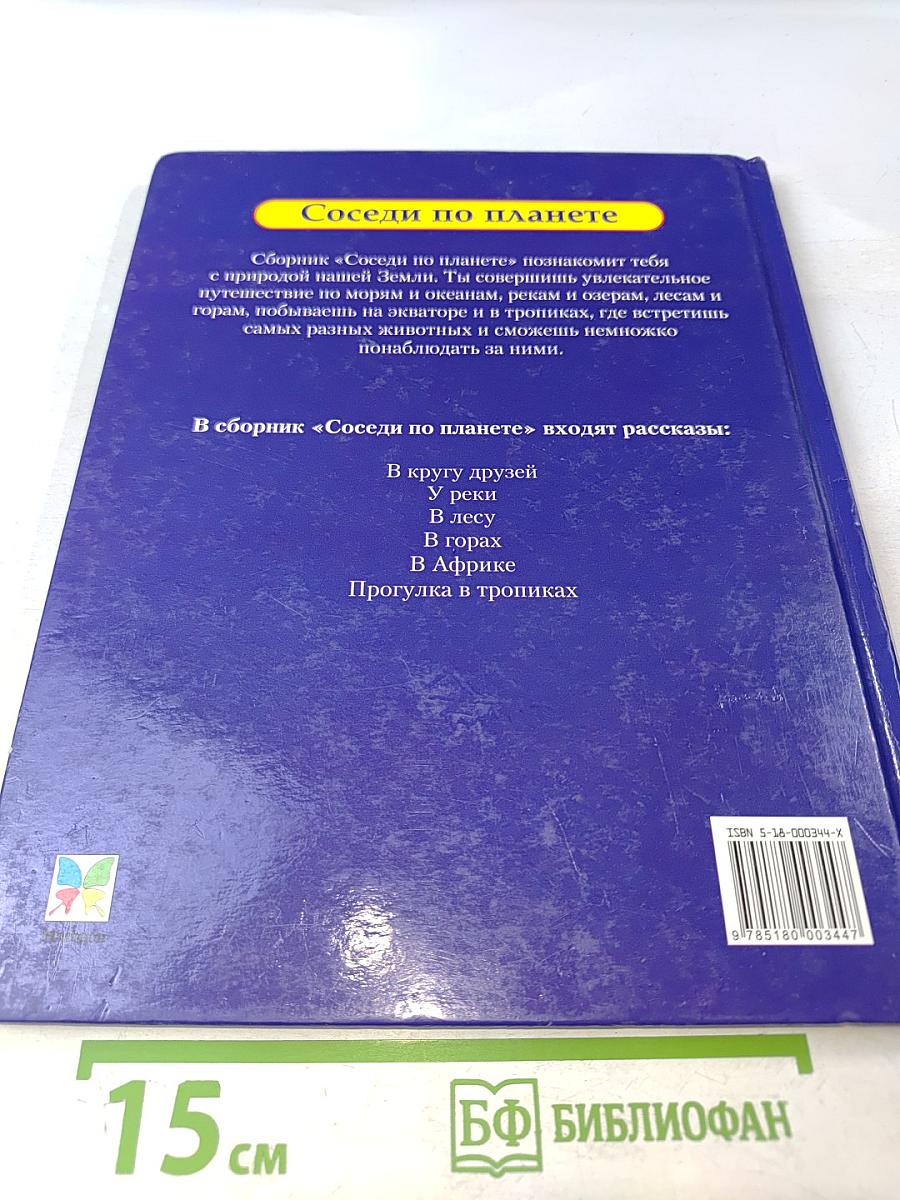 Соседи по планете
Сборник «Соседи по планете» познакомит тебя
с природой нашей Земли. Ты совершишь увлекательное
путешествие по морям и океанам, рекам и озерам, лесам и
горам, побываешь на экваторе и в тропиках, где встретишь
самых разных животных и сможешь немножко
понаблюдать за ними.
В сборник «Соседи по планете» входят рассказы:
В кругу друзей
У реки
В лесу
В горах
В Африке
Прогулка в тропиках
ISBN 5-18-000344-X
9 785180 003447
15 см
БФ БИБЛИОФАН